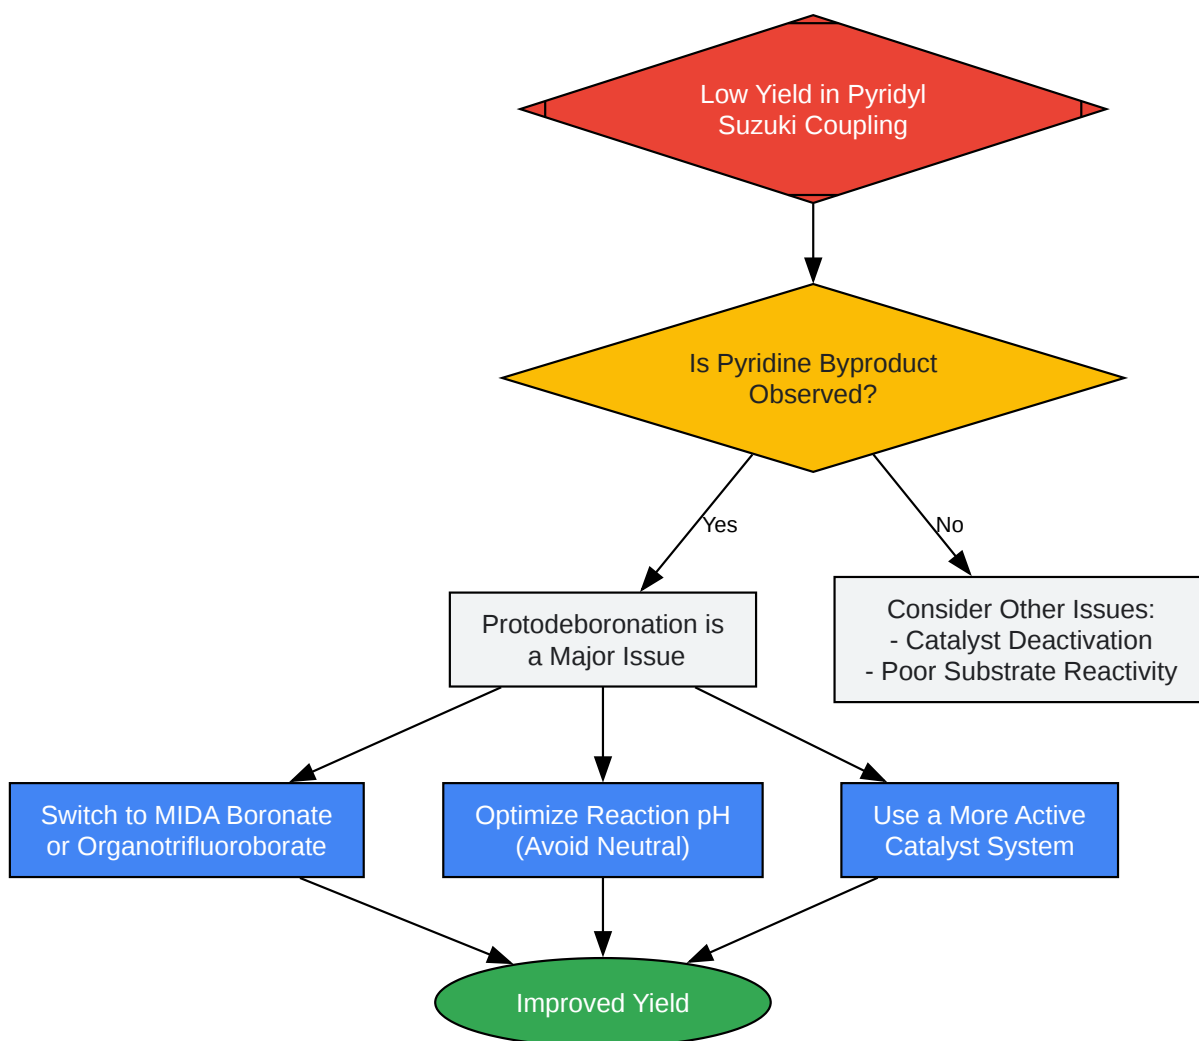 Low Yield in Pyridyl
Suzuki Coupling
Is Pyridine Byproduct
Observed?
Yes
No
Protodeboronation is
a Major Issue
Consider Other Issues:
- Catalyst Deactivation
- Poor Substrate Reactivity
Switch to MIDA Boronate
or Organotrifluoroborate
Optimize Reaction pH
(Avoid Neutral)
Use a More Active
Catalyst System
Improved Yield